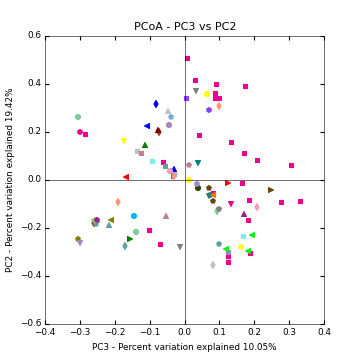 PCoA - PC3 vs PC2
0.6
0.4
0.2
0.0
−0.2
−0.4
−0.6
−0.4 −0.3 −0.2 −0.1 0.0 0.1 0.2 0.3 0.4
PC2 - Percent variation explained 19.42%
PC3 - Percent variation explained 10.05%